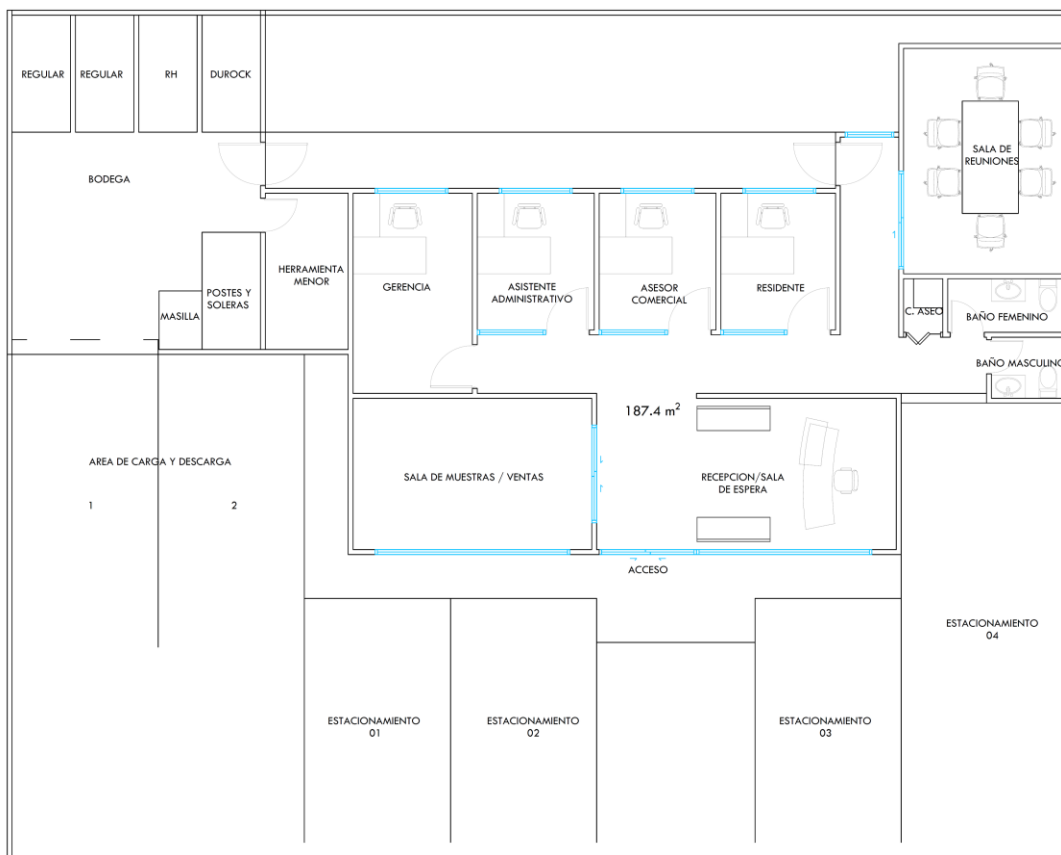 REGULAR
REGULAR
RH
DUROCK
BODEGA
SALA DE
REUNIONES
HERRAMIENTA
MENOR
GERENCIA
ASISTENTE
ADMINISTRATIVO
ASESOR
COMERCIAL
RESIDENTE
POSTES Y
SOLERAS
MASILLA
C. ASEO
BAÑO FEMENINO
BAÑO MASCULINO
187.4 m²
AREA DE CARGA Y DESCARGA
1
2
SALA DE MUESTRAS / VENTAS
RECEPCION/SALA
DE ESPERA
ACCESO
ESTACIONAMIENTO
04
ESTACIONAMIENTO
01
ESTACIONAMIENTO
02
ESTACIONAMIENTO
03